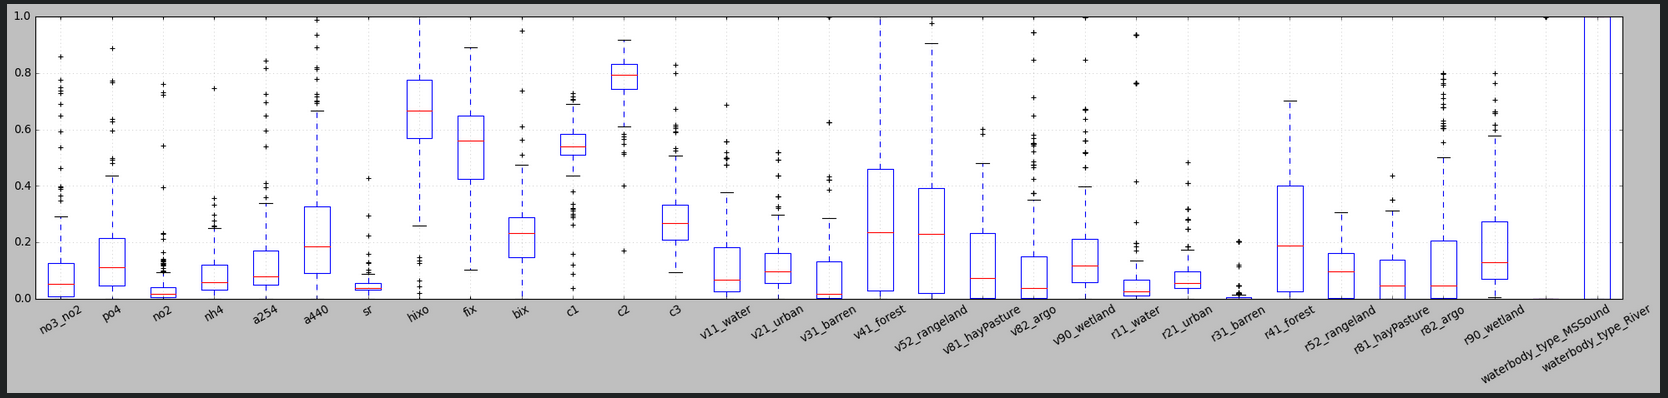 1.0
0.8
0.6
0.4
0.2
0.0
no3_no2
po4
no2
nh4
a254
a440
sr
hixo
fix
bix
c1
c2
c3
v11_water
v21_urban
v31_barren
v41_forest
v52_rangeland
v81_hayPasture
v82_argo
v90_wetland
r11_water
r21_urban
r31_barren
r41_forest
r52_rangeland
r81_hayPasture
r82_argo
r90_wetland
waterbody_type_MSSound
waterbody_type_River